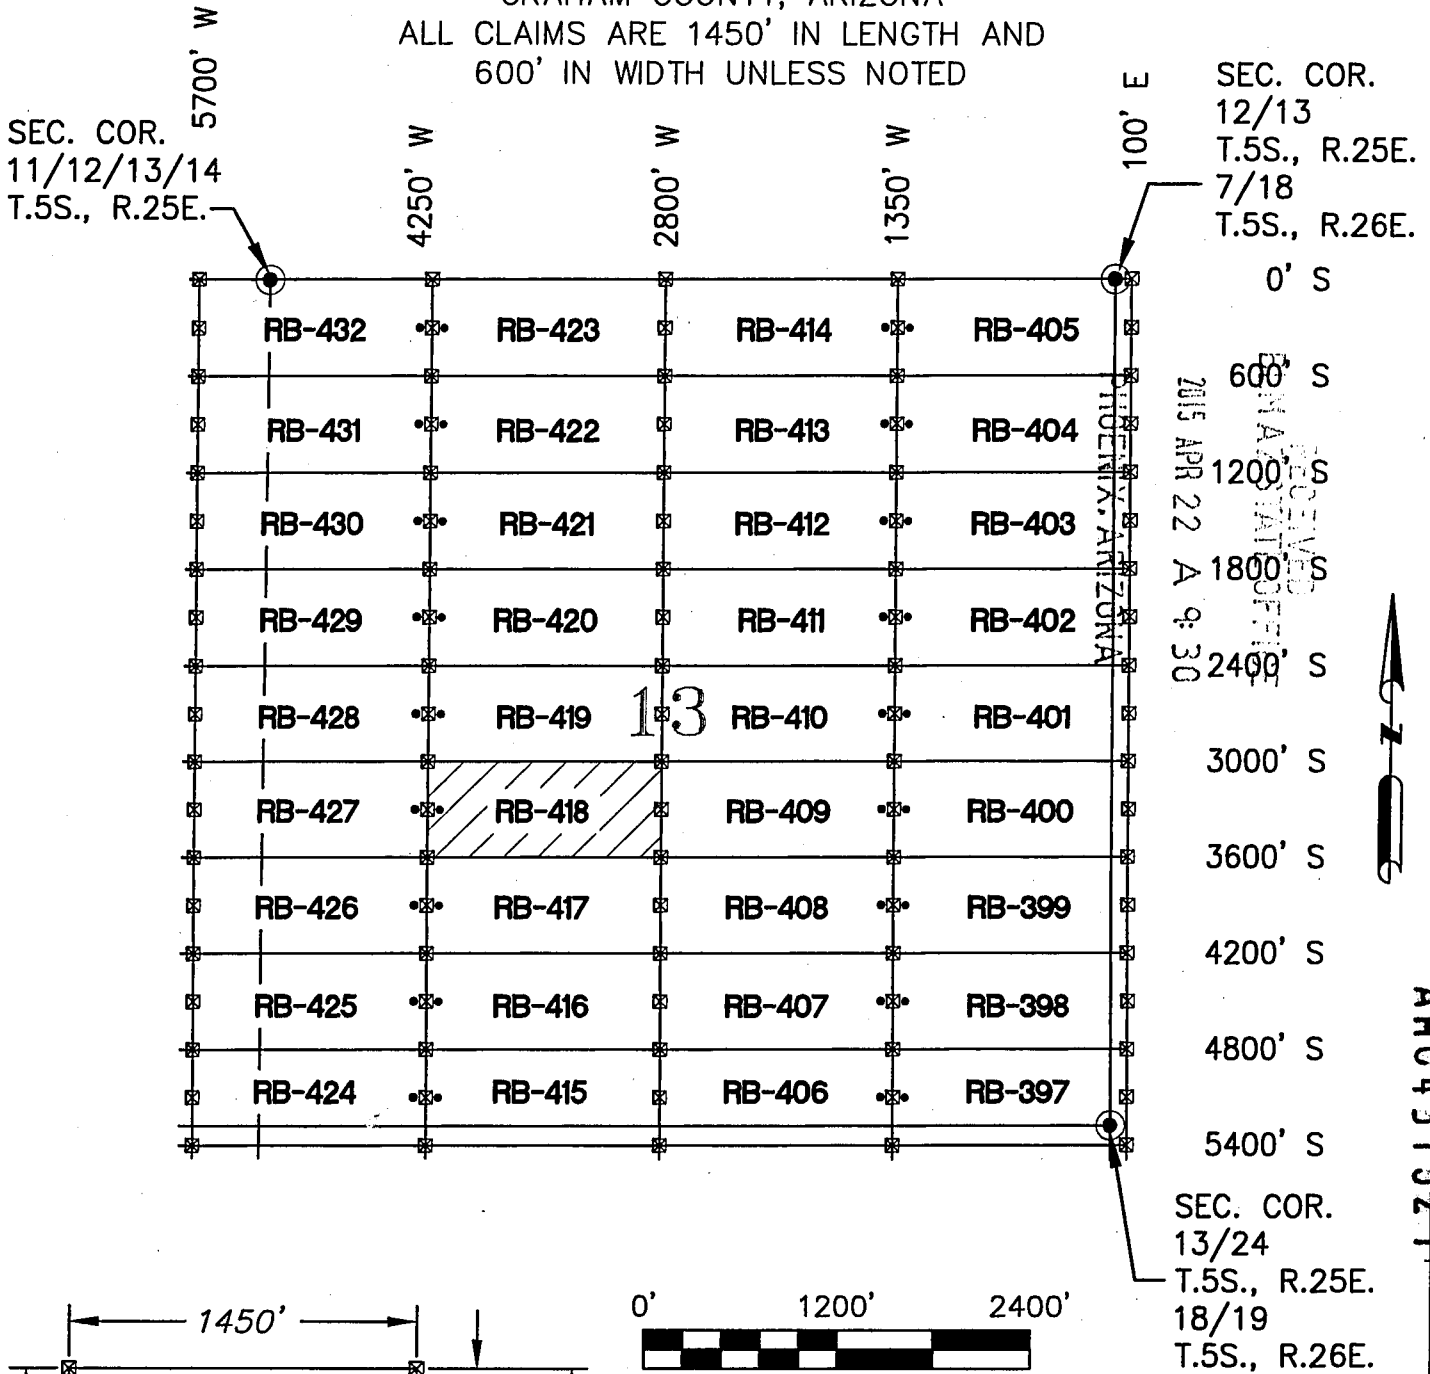 GRAHAM COUNTY, ARIZONA
ALL CLAIMS ARE 1450' IN LENGTH AND
600' IN WIDTH UNLESS NOTED
SEC. COR.
11/12/13/14
T.5S., R.25E.
5700' W
4250' W
2800' W
1350' W
100' E
SEC. COR.
12/13
T.5S., R.25E.
7/18
T.5S., R.26E.
0' S
RB-432 RB-423 RB-414 RB-405
600' S
RB-431 RB-422 RB-413 RB-404
1200' S
RB-430 RB-421 RB-412 RB-403
1800' S
RB-429 RB-420 RB-411 RB-402
2400' S
RB-428 RB-419 RB-410 RB-401
13
3000' S
RB-427 RB-418 RB-409 RB-400
3600' S
RB-426 RB-417 RB-408 RB-399
4200' S
RB-425 RB-416 RB-407 RB-398
4800' S
RB-424 RB-415 RB-406 RB-397
5400' S
RECEIVED
STATE OFFICE
2015 APR 22 A 9:30
PHOENIX, ARIZONA
N
SEC. COR.
13/24
T.5S., R.25E.
18/19
T.5S., R.26E.
1450'
0' 1200' 2400'